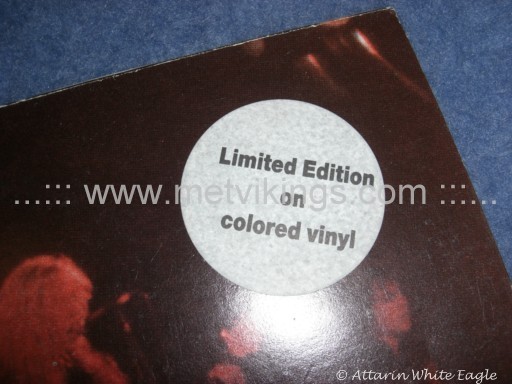 Limited Edition
on
colored vinyl
...::: www.metvikings.com :::...
© Attarin White Eagle